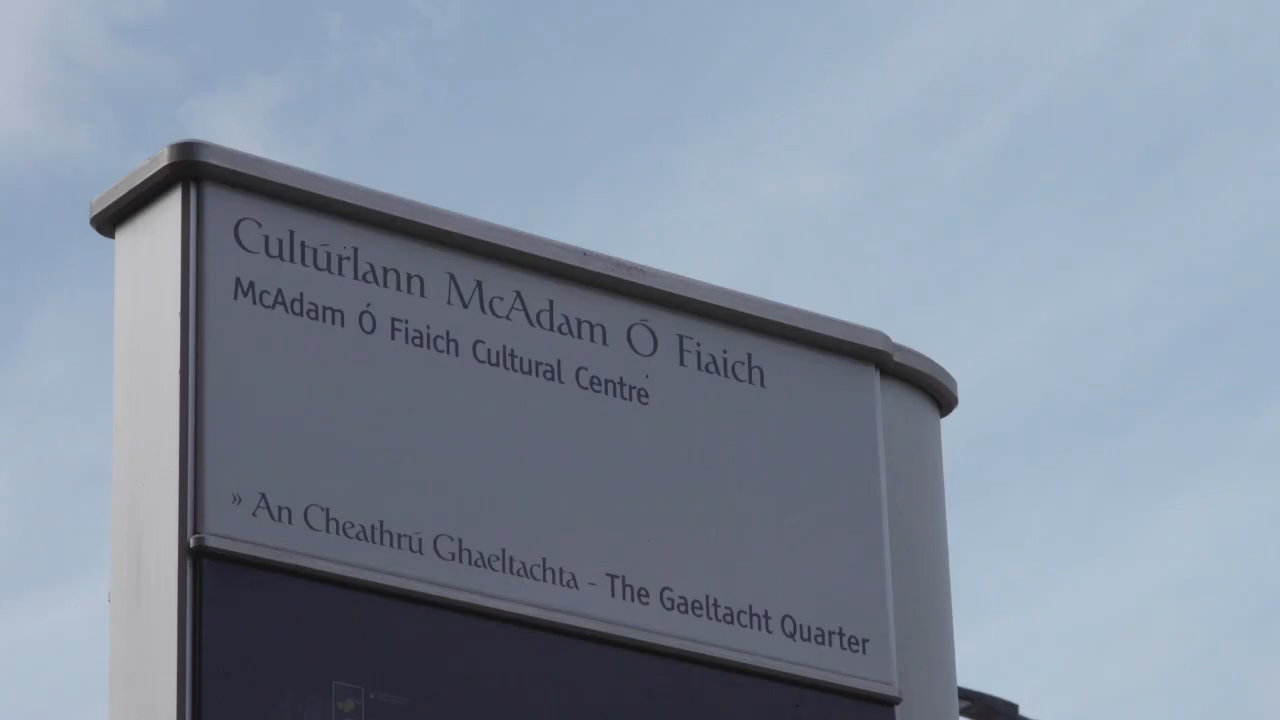 Cultúrlann McAdam Ó Fiaich
McAdam Ó Fiaich Cultural Centre
» An Cheathrú Ghaeltachta - The Gaeltacht Quarter